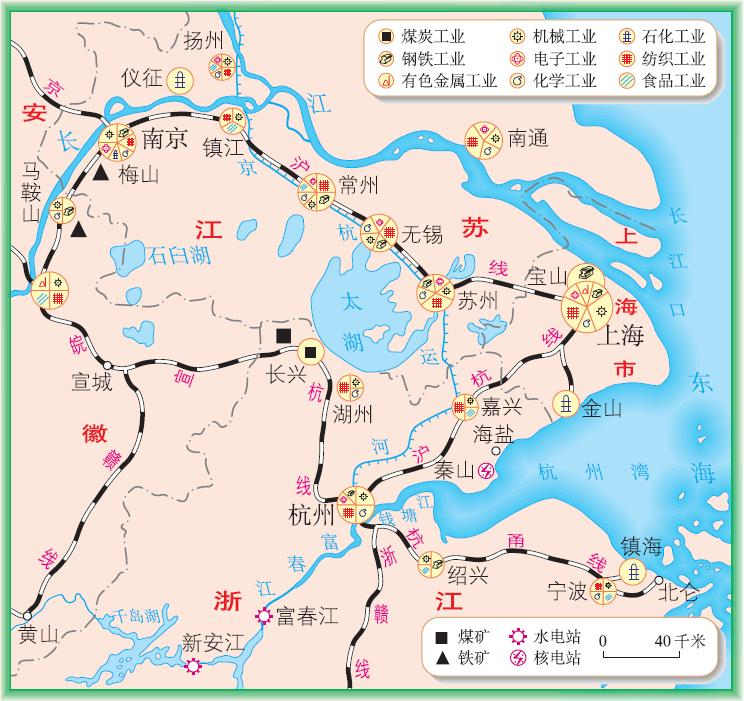 煤炭工业 机械工业 石化工业
钢铁工业 电子工业 纺织工业
有色金属工业 化学工业 食品工业
扬州
仪征
京
安
江
长
南京
镇江
南通
马鞍山
梅山
京
沪
常州
长江口
江
苏
上
石臼湖
杭
无锡
线
宝山
太湖
苏州
海
上海
市
皖
宣城
宣
长兴
杭
湖州
运
杭
线
嘉兴
金山
东
海
徽
赣
海盐
河
沪
秦山
杭州湾
线
杭州
钱塘江
富
春
江
浙
杭
甬
线
镇海
绍兴
宁波
北仑
线
浙
江
赣
千岛湖
富春江
黄山
新安江
线
煤矿 水电站 0 40千米
铁矿 核电站